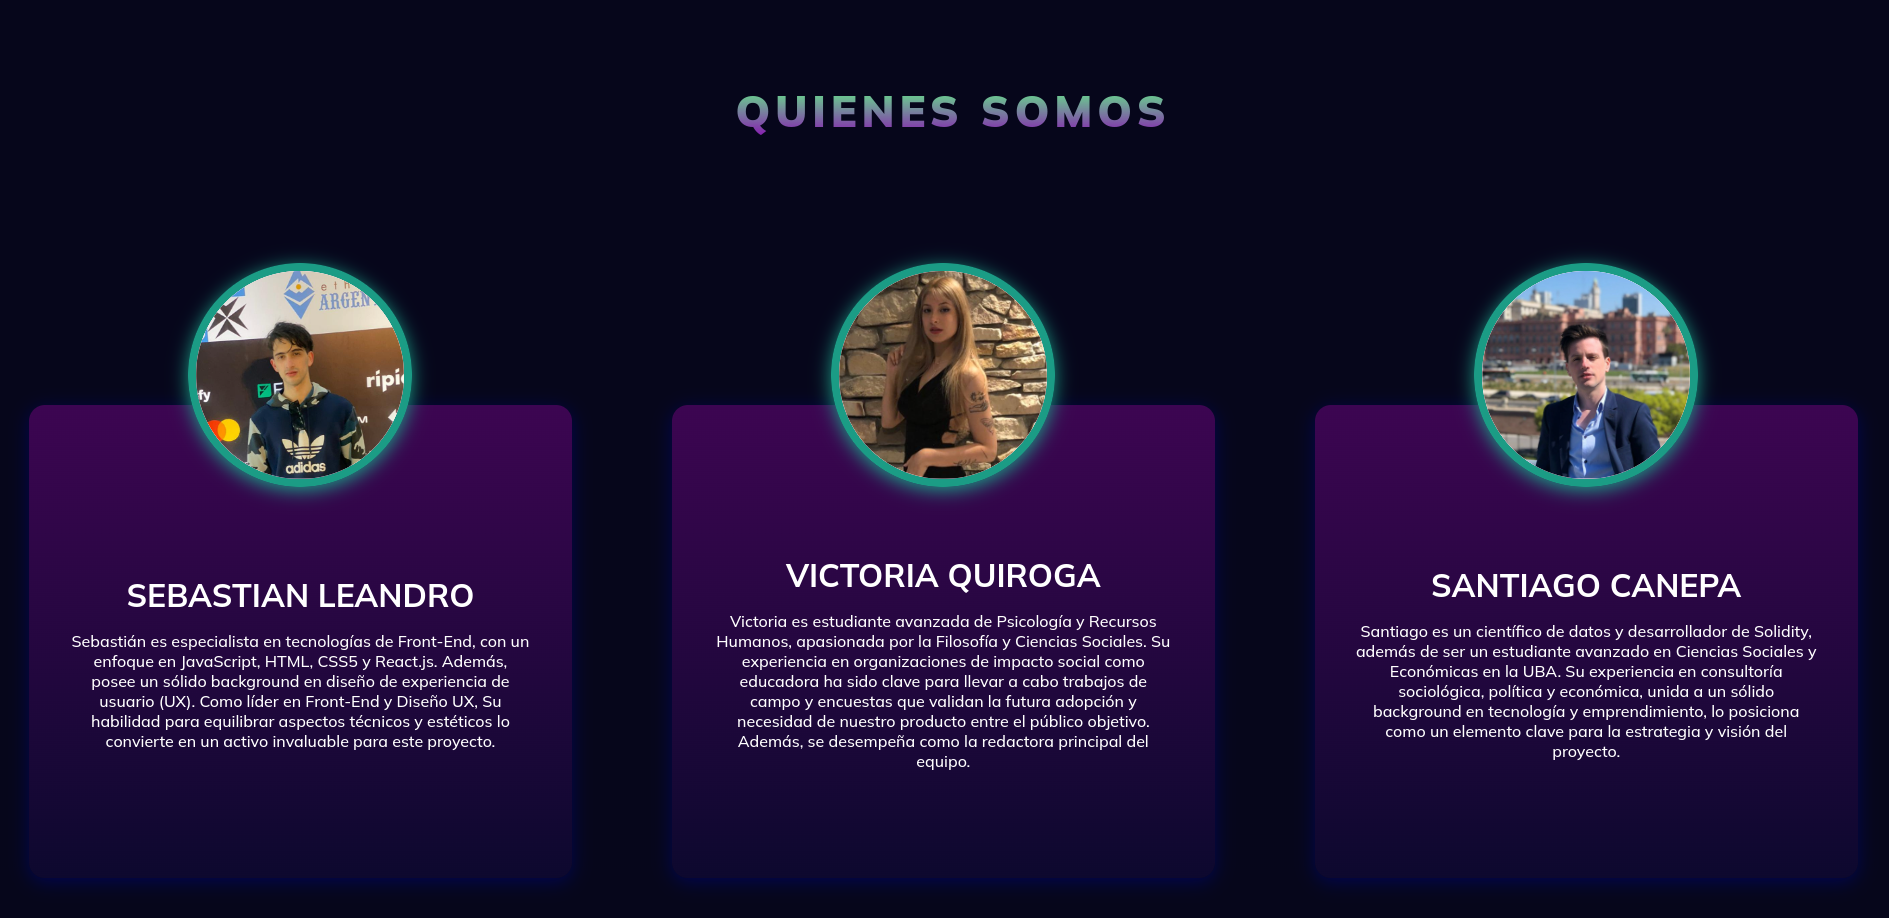 QUIENES SOMOS
ARGEN
ripi
fy
F
M
adidas
SEBASTIAN LEANDRO
Sebastián es especialista en tecnologías de Front-End, con un
enfoque en JavaScript, HTML, CSS5 y React.js. Además,
posee un sólido background en diseño de experiencia de
usuario (UX). Como líder en Front-End y Diseño UX, Su
habilidad para equilibrar aspectos técnicos y estéticos lo
convierte en un activo invaluable para este proyecto.
VICTORIA QUIROGA
Victoria es estudiante avanzada de Psicología y Recursos
Humanos, apasionada por la Filosofía y Ciencias Sociales. Su
experiencia en organizaciones de impacto social como
educadora ha sido clave para llevar a cabo trabajos de
campo y encuestas que validan la futura adopción y
necesidad de nuestro producto entre el público objetivo.
Además, se desempeña como la redactora principal del
equipo.
SANTIAGO CANEPA
Santiago es un científico de datos y desarrollador de Solidity,
además de ser un estudiante avanzado en Ciencias Sociales y
Económicas en la UBA. Su experiencia en consultoría
sociológica, política y económica, unida a un sólido
background en tecnología y emprendimiento, lo posiciona
como un elemento clave para la estrategia y visión del
proyecto.